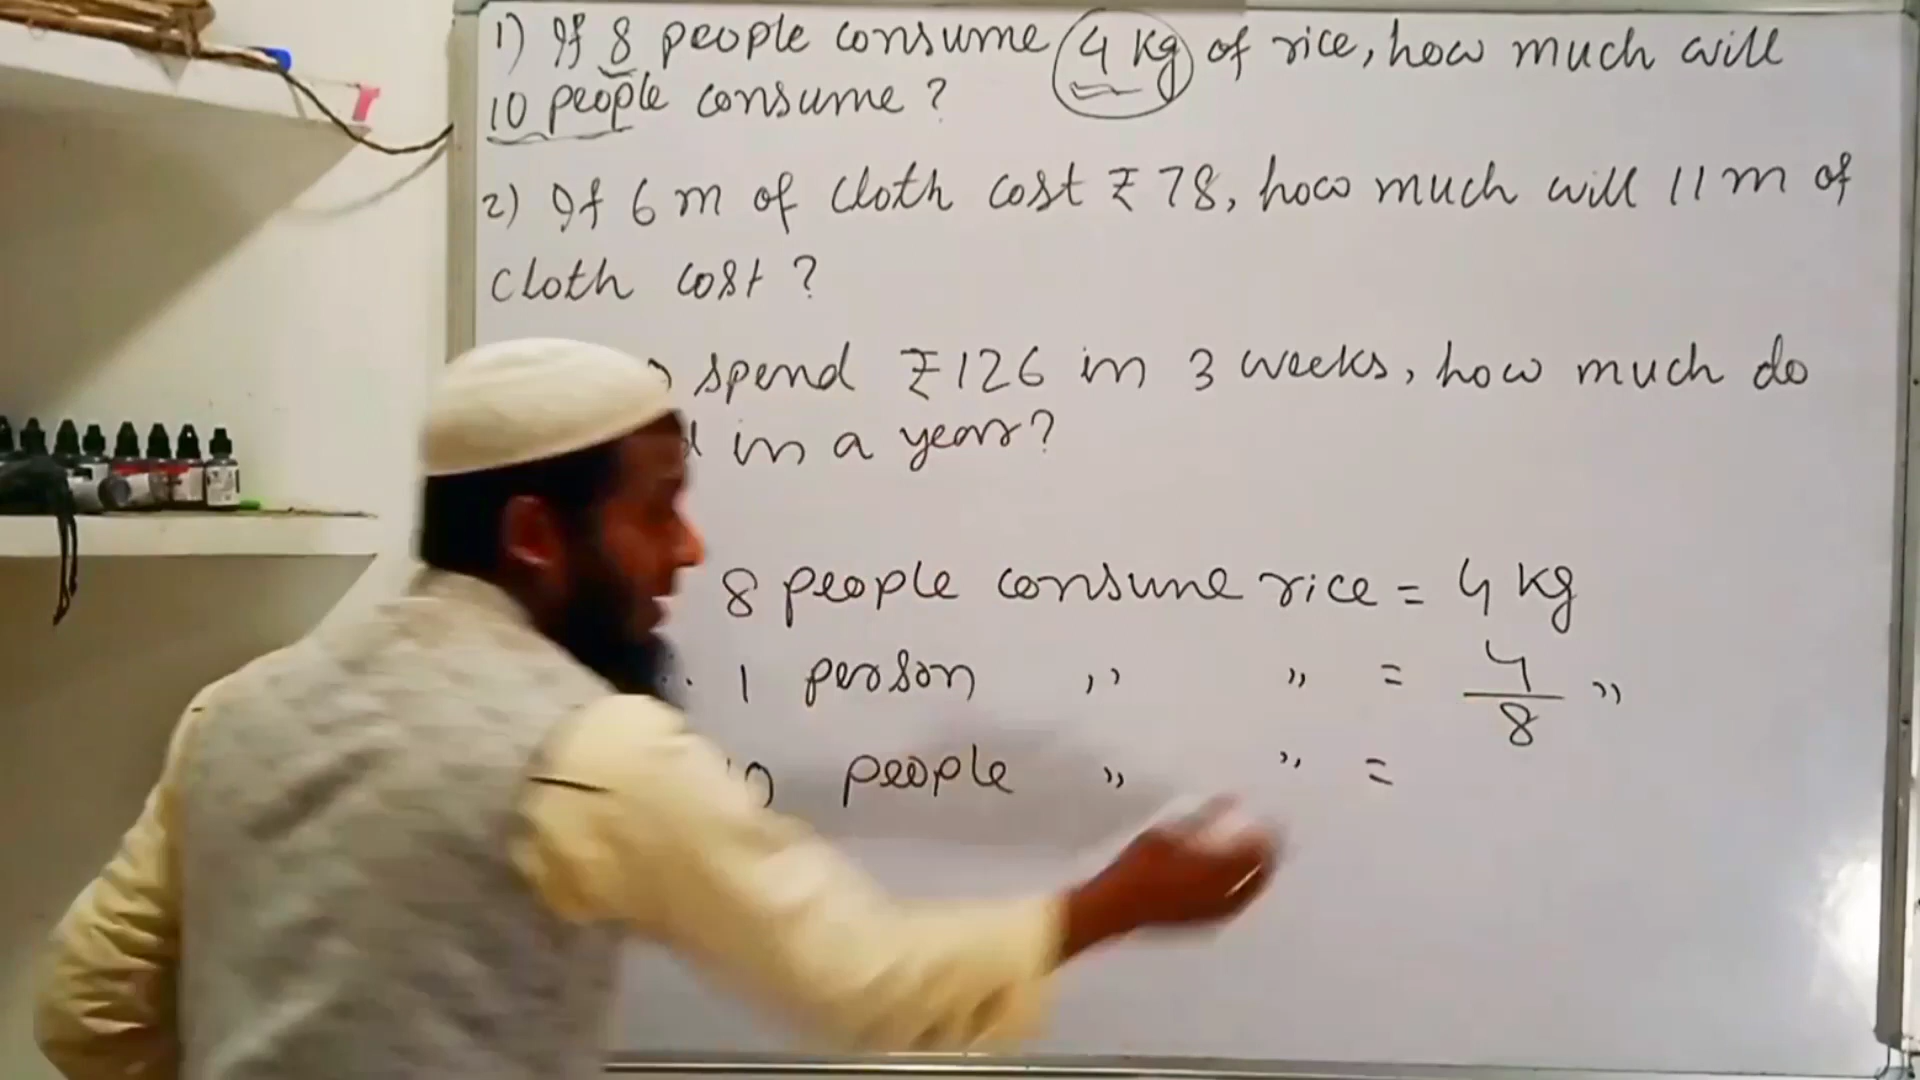 1) If 8 people consume 4 kg of rice, how much will
10 people consume?
2) If 6 m of cloth cost ₹78, how much will 11 m of
cloth cost?
spend ₹126 in 3 weeks, how much do
in a year?
8 people consume rice = 4 kg
1 person ,, ,, = 4/8 ,,
people ,, ,, =